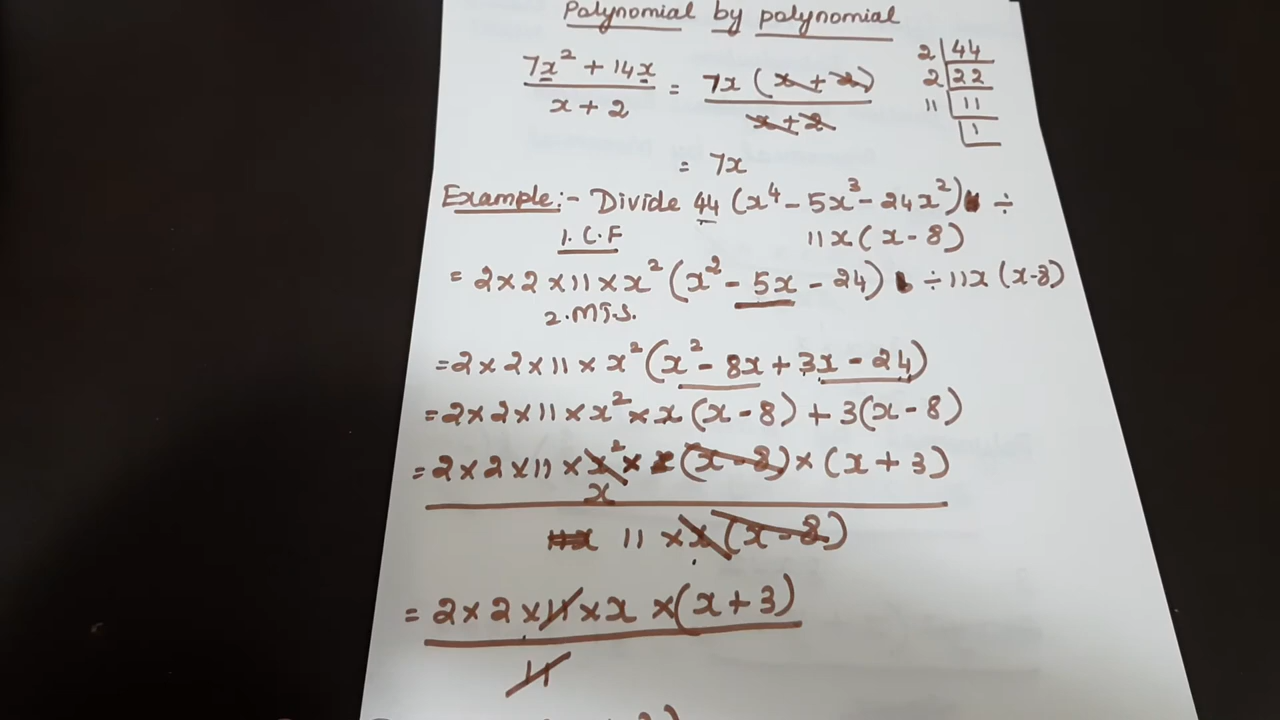 Polynomial by polynomial
7x² + 14x / x + 2 = 7x (x + 2) / x + 2
2 | 44
2 | 22
11 | 11
1
= 7x
Example:- Divide 44 (x⁴ - 5x³ - 24x²) ÷
1. C.F 11x (x - 8)
= 2 × 2 × 11 × x² (x² - 5x - 24) ÷ 11x (x-8)
2. M.T.S.
= 2 × 2 × 11 × x² (x² - 8x + 3x - 24)
= 2 × 2 × 11 × x² × x (x - 8) + 3(x - 8)
= 2 × 2 × 11 × x² × (x - 8) × (x + 3)
x
11 × x (x - 8)
= 2 × 2 × 11 × x × (x + 3)
11